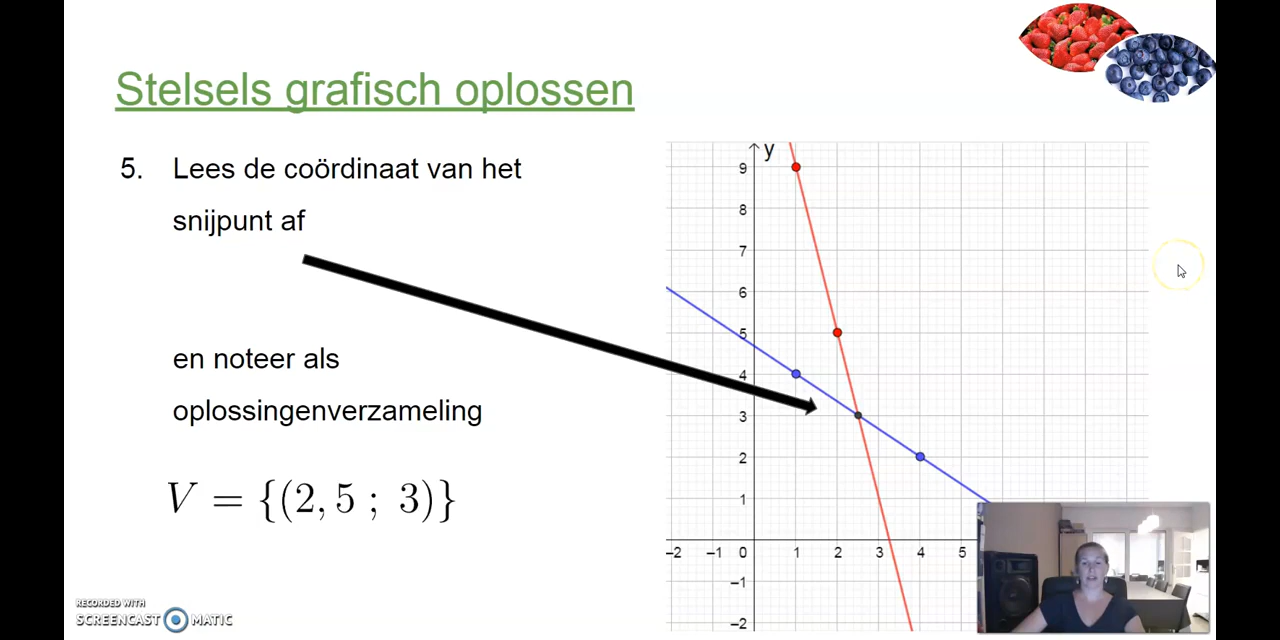 Stelsels grafisch oplossen
5. Lees de coördinaat van het
snijpunt af
en noteer als
oplossingenverzameling
V = {(2, 5 ; 3)}
y
9
8
7
6
5
4
3
2
1
–2 –1 0 1 2 3 4 5
–1
–2
RECORDED WITH
SCREENCAST MATIC